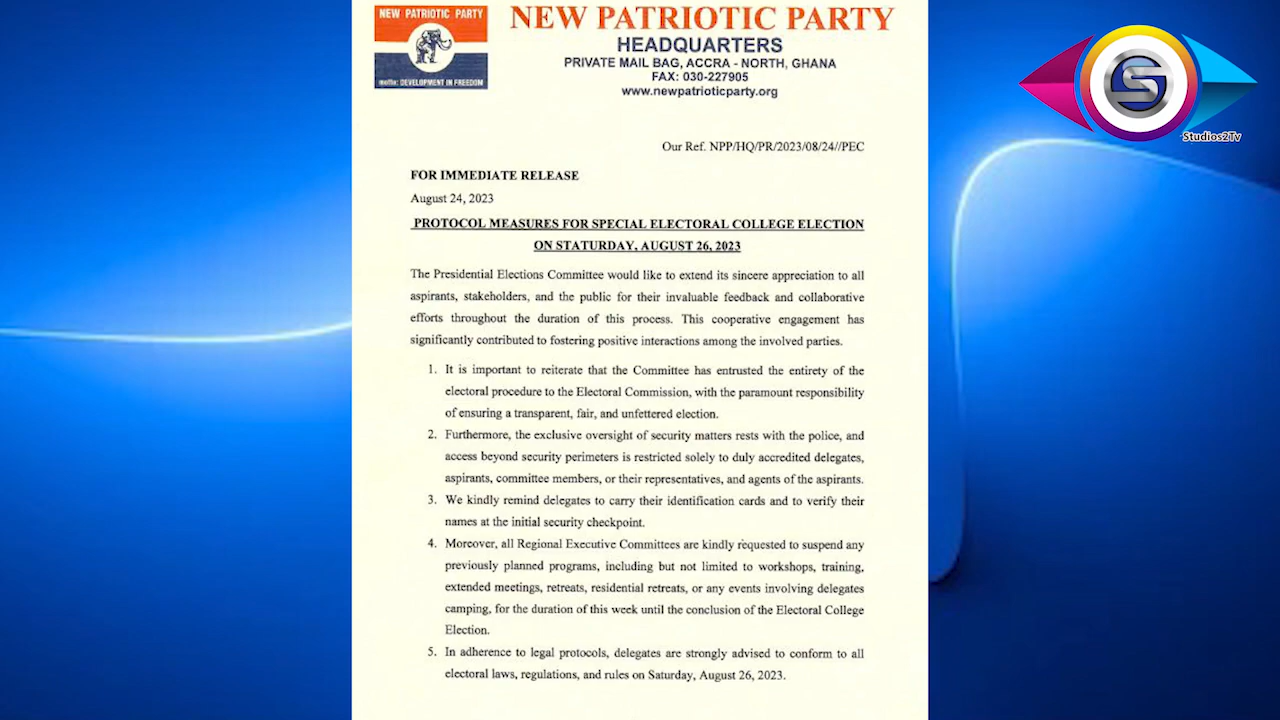 NEW PATRIOTIC PARTY
motto: DEVELOPMENT IN FREEDOM
NEW PATRIOTIC PARTY
HEADQUARTERS
PRIVATE MAIL BAG, ACCRA - NORTH, GHANA
FAX: 030-227905
www.newpatrioticparty.org
S
Studios2Tv
Our Ref. NPP/HQ/PR/2023/08/24//PEC
FOR IMMEDIATE RELEASE
August 24, 2023
PROTOCOL MEASURES FOR SPECIAL ELECTORAL COLLEGE ELECTION
ON STATURDAY, AUGUST 26, 2023
The Presidential Elections Committee would like to extend its sincere appreciation to all
aspirants, stakeholders, and the public for their invaluable feedback and collaborative
efforts throughout the duration of this process. This cooperative engagement has
significantly contributed to fostering positive interactions among the involved parties.
1. It is important to reiterate that the Committee has entrusted the entirety of the
electoral procedure to the Electoral Commission, with the paramount responsibility
of ensuring a transparent, fair, and unfettered election.
2. Furthermore, the exclusive oversight of security matters rests with the police, and
access beyond security perimeters is restricted solely to duly accredited delegates,
aspirants, committee members, or their representatives, and agents of the aspirants.
3. We kindly remind delegates to carry their identification cards and to verify their
names at the initial security checkpoint.
4. Moreover, all Regional Executive Committees are kindly requested to suspend any
previously planned programs, including but not limited to workshops, training,
extended meetings, retreats, residential retreats, or any events involving delegates
camping, for the duration of this week until the conclusion of the Electoral College
Election.
5. In adherence to legal protocols, delegates are strongly advised to conform to all
electoral laws, regulations, and rules on Saturday, August 26, 2023.